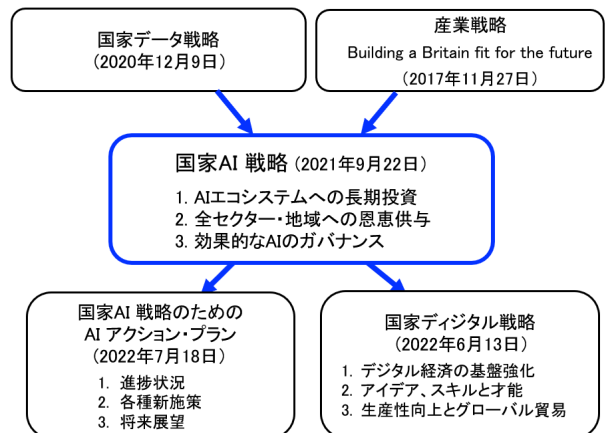 国家データ戦略
（2020年12月9日）
産業戦略
Building a Britain fit for the future
（2017年11月27日）
国家AI 戦略（2021年9月22日）
1. AIエコシステムへの長期投資
2. 全セクター・地域への恩恵供与
3. 効果的なAIのガバナンス
国家AI 戦略のための
AI アクション・プラン
（2022年7月18日）
1. 進捗状況
2. 各種新施策
3. 将来展望
国家ディジタル戦略
（2022年6月13日）
1. デジタル経済の基盤強化
2. アイデア、スキルと才能
3. 生産性向上とグローバル貿易